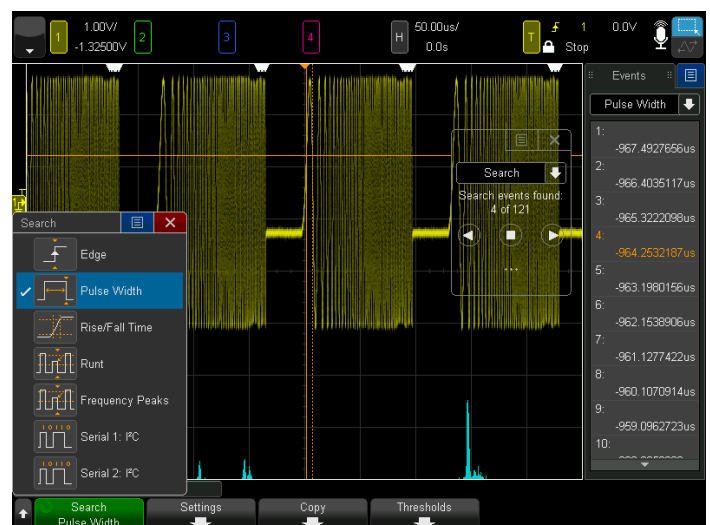 1 1.00V/ 2 3 4 H 50.00us/ T 1 0.0V
-1.32500V 0.0s Stop
Events
Pulse Width
1:
-967.4927656us
2:
-966.4035117us
3:
-965.3222098us
4:
-964.2532187us
5:
-963.1980156us
6:
-962.1538906us
7:
-961.1277422us
8:
-960.1070914us
9:
-959.0962723us
10:
Search
Search events found:
4 of 121
...
Search
Edge
Pulse Width
Rise/Fall Time
Runt
Frequency Peaks
Serial 1: I²C
Serial 2: I²C
Search Settings Copy Thresholds
Pulse Width